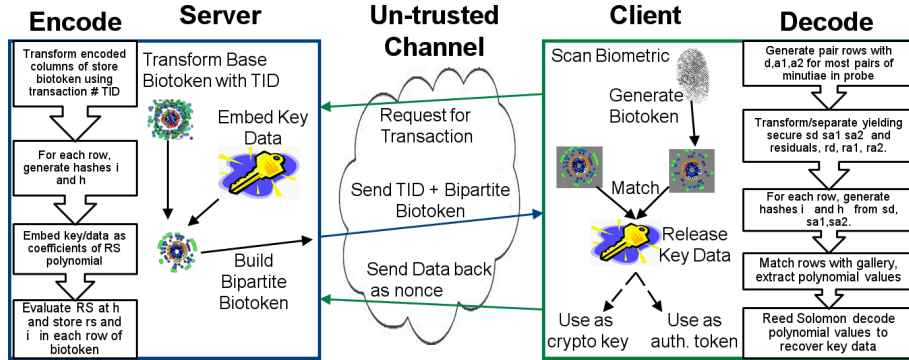 Encode
Server
Un-trusted
Channel
Client
Decode
Transform encoded
columns of store
biotoken using
transaction # TID
For each row,
generate hashes i
and h
Embed key/data as
coefficients of RS
polynomial
Evaluate RS at h
and store rs and
i in each row of
biotoken
Transform Base
Biotoken with TID
Embed Key
Data
Build
Bipartite
Biotoken
Request for
Transaction
Send TID + Bipartite
Biotoken
Send Data back
as nonce
Scan Biometric
Generate
Biotoken
Match
Release
Key Data
Use as
crypto key
Use as
auth. token
Generate pair rows with
d,a1,a2 for most pairs of
minutiae in probe
Transform/separate yielding
secure sd sa1 sa2 and
residuals, rd, ra1, ra2.
For each row, generate
hashes i and h from sd,
sa1,sa2.
Match rows with gallery,
extract polynomial values
Reed Solomon decode
polynomial values to
recover key data